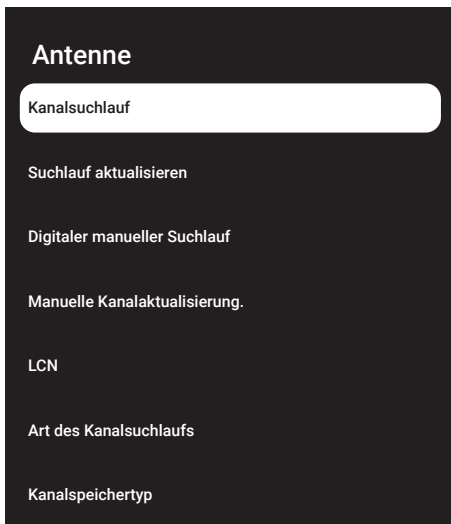 Antenne
Kanalsuchlauf
Suchlauf aktualisieren
Digitaler manueller Suchlauf
Manuelle Kanalaktualisierung.
LCN
Art des Kanalsuchlaufs
Kanalspeichertyp